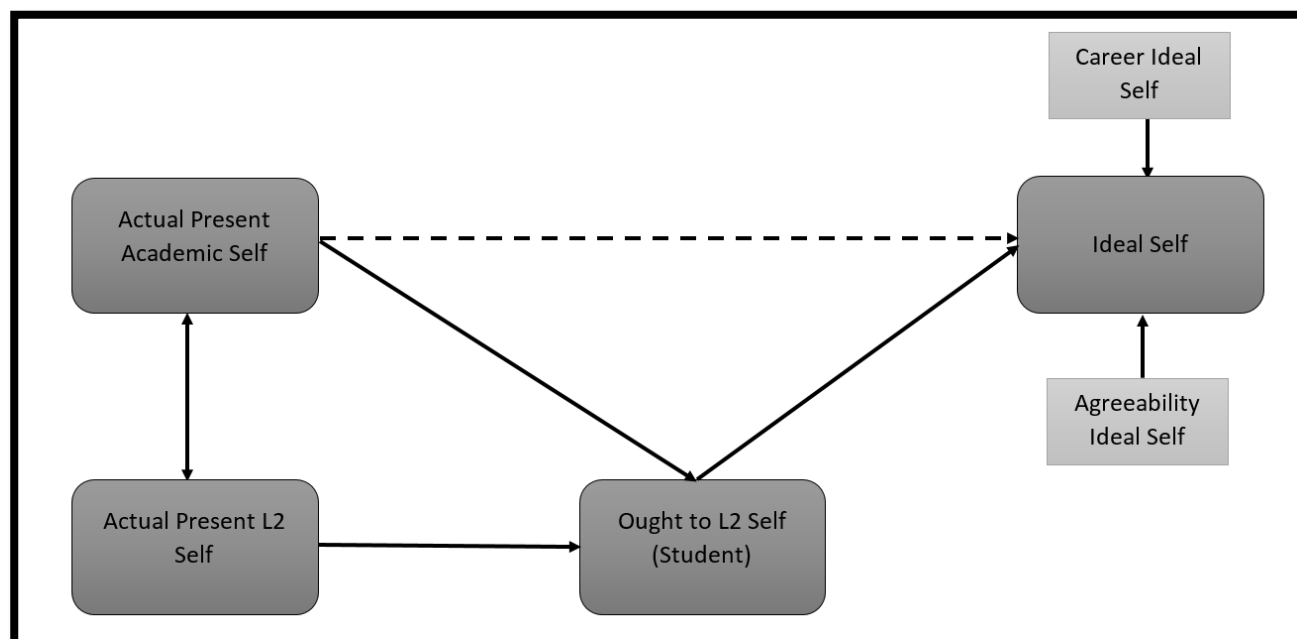 Career Ideal
Self
Actual Present
Academic Self
Ideal Self
Agreeability
Ideal Self
Actual Present L2
Self
Ought to L2 Self
(Student)